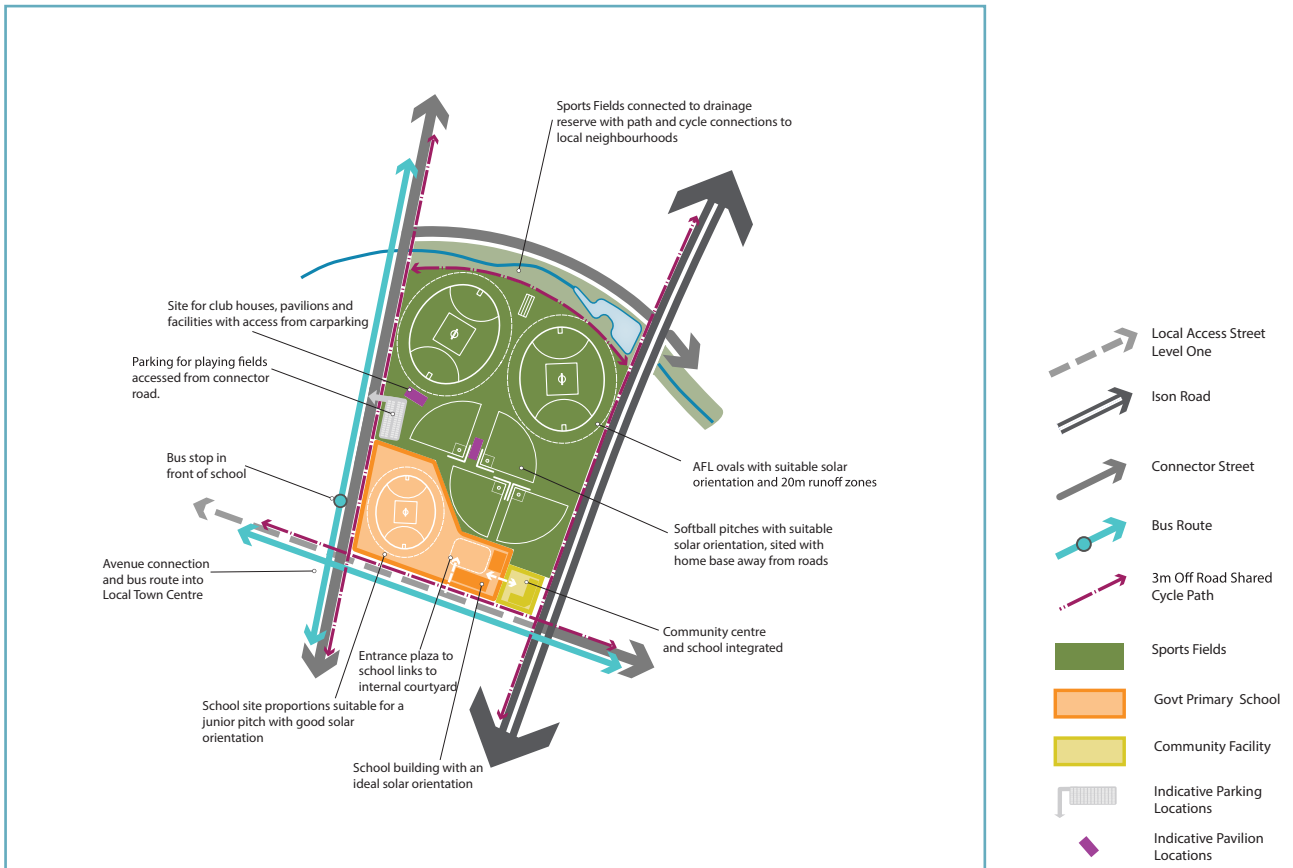 Sports Fields connected to drainage
reserve with path and cycle connections to
local neighbourhoods
Site for club houses, pavilions and
facilities with access from carparking
Parking for playing fields
accessed from connector
road.
Bus stop in
front of school
Avenue connection
and bus route into
Local Town Centre
School site proportions suitable for a
junior pitch with good solar
orientation
Entrance plaza to
school links to
internal courtyard
School building with an
ideal solar orientation
AFL ovals with suitable solar
orientation and 20m runoff zones
Softball pitches with suitable
solar orientation, sited with
home base away from roads
Community centre
and school integrated
Local Access Street
Level One
Ison Road
Connector Street
Bus Route
3m Off Road Shared
Cycle Path
Sports Fields
Govt Primary School
Community Facility
Indicative Parking
Locations
Indicative Pavilion
Locations